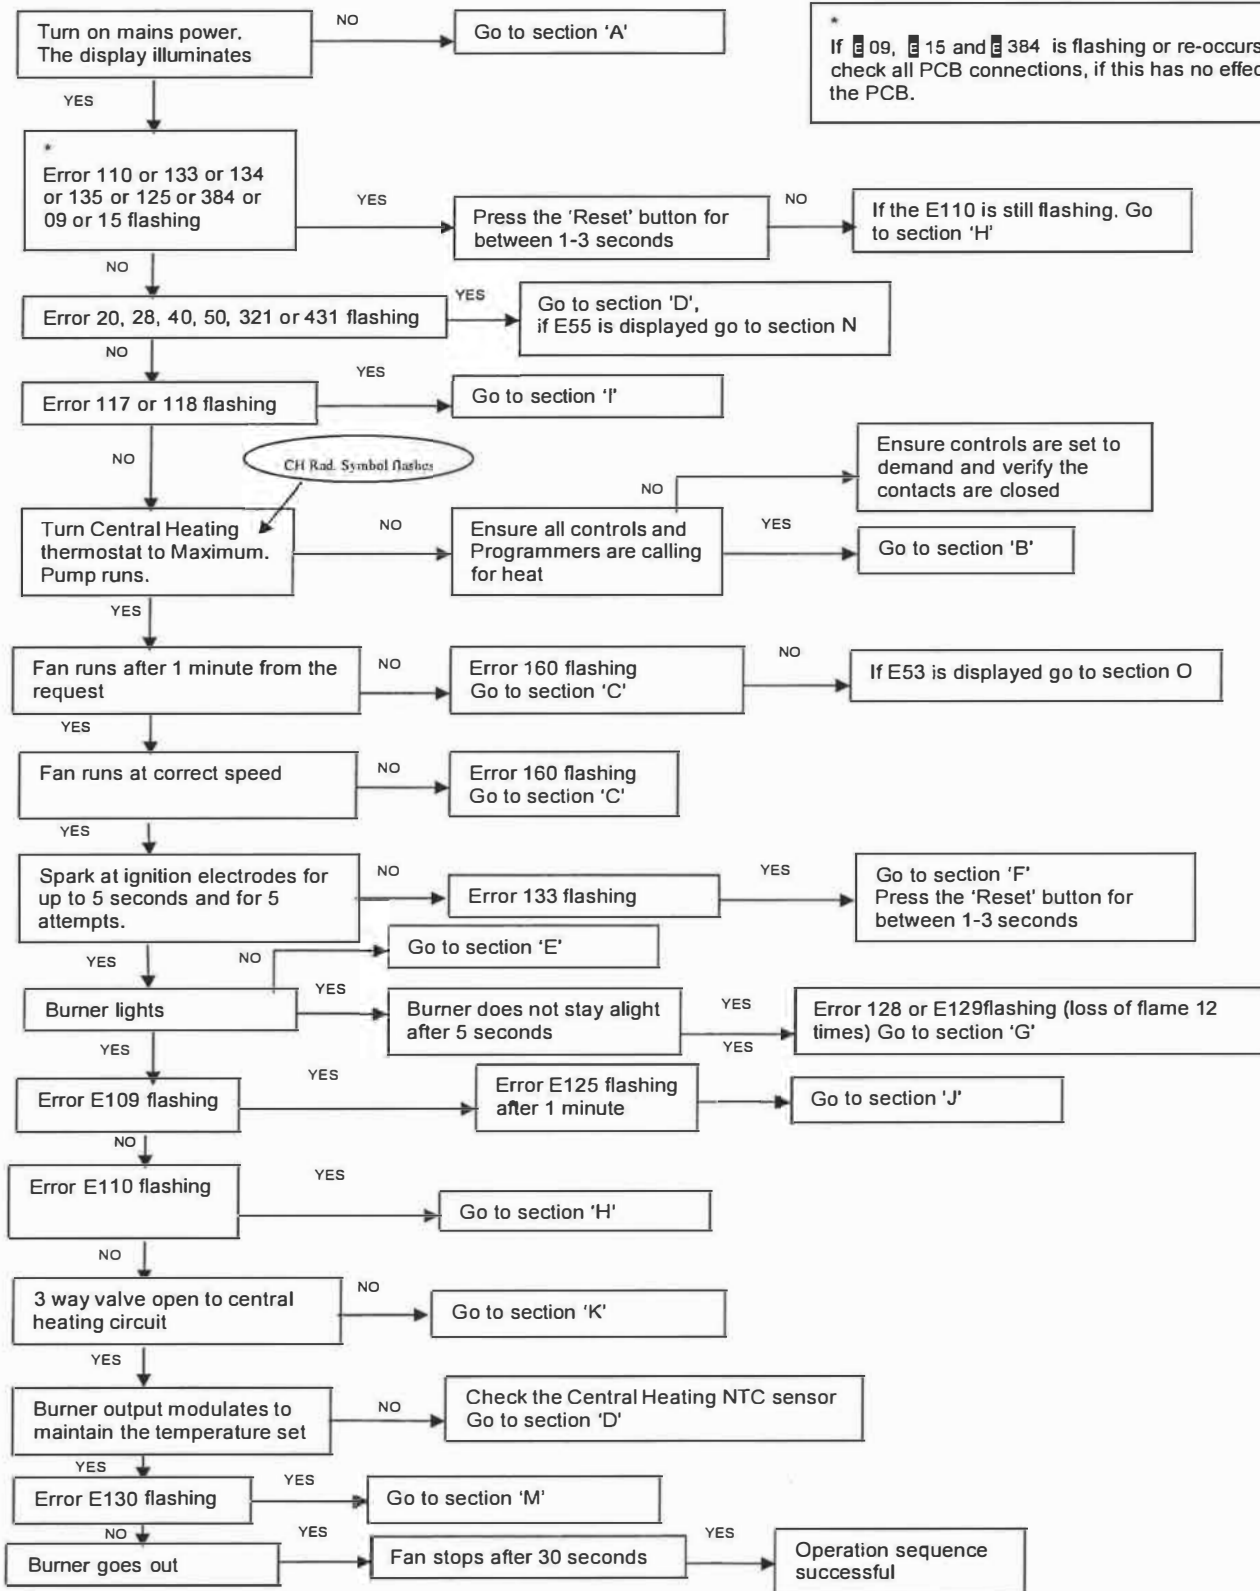 Turn on mains power.
The display illuminates
NO
Go to section 'A'
*
If E 09, E 15 and E 384 is flashing or re-occurs
check all PCB connections, if this has no effec
the PCB.
YES
*
Error 110 or 133 or 134
or 135 or 125 or 384 or
09 or 15 flashing
YES
Press the 'Reset' button for
between 1-3 seconds
NO
If the E110 is still flashing. Go
to section 'H'
NO
Error 20, 28, 40, 50, 321 or 431 flashing
YES
Go to section 'D',
if E55 is displayed go to section N
NO
Error 117 or 118 flashing
YES
Go to section 'I'
NO
CH Rad. Symbol flashes
Turn Central Heating
thermostat to Maximum.
Pump runs.
NO
Ensure all controls and
Programmers are calling
for heat
NO
Ensure controls are set to
demand and verify the
contacts are closed
YES
Go to section 'B'
YES
Fan runs after 1 minute from the
request
NO
Error 160 flashing
Go to section 'C'
NO
If E53 is displayed go to section O
YES
Fan runs at correct speed
NO
Error 160 flashing
Go to section 'C'
YES
Spark at ignition electrodes for
up to 5 seconds and for 5
attempts.
NO
Error 133 flashing
YES
Go to section 'F'
Press the 'Reset' button for
between 1-3 seconds
YES
NO
Go to section 'E'
Burner lights
YES
Burner does not stay alight
after 5 seconds
YES
YES
Error 128 or E129flashing (loss of flame 12
times) Go to section 'G'
YES
Error E109 flashing
YES
Error E125 flashing
after 1 minute
Go to section 'J'
NO
Error E110 flashing
YES
Go to section 'H'
NO
3 way valve open to central
heating circuit
NO
Go to section 'K'
YES
Burner output modulates to
maintain the temperature set
NO
Check the Central Heating NTC sensor
Go to section 'D'
YES
Error E130 flashing
YES
Go to section 'M'
NO
Burner goes out
YES
Fan stops after 30 seconds
YES
Operation sequence
successful